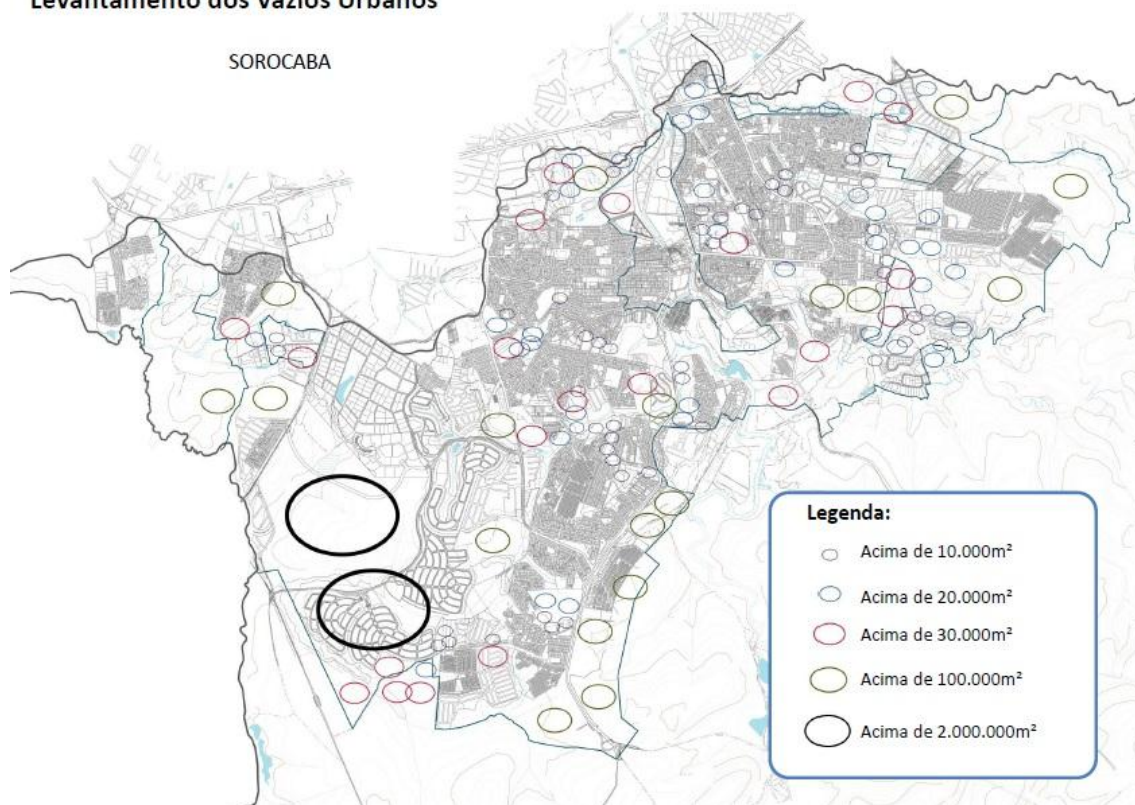 Levantamento dos Vazios Urbanos
SOROCABA
Legenda:
Acima de 10.000m²
Acima de 20.000m²
Acima de 30.000m²
Acima de 100.000m²
Acima de 2.000.000m²